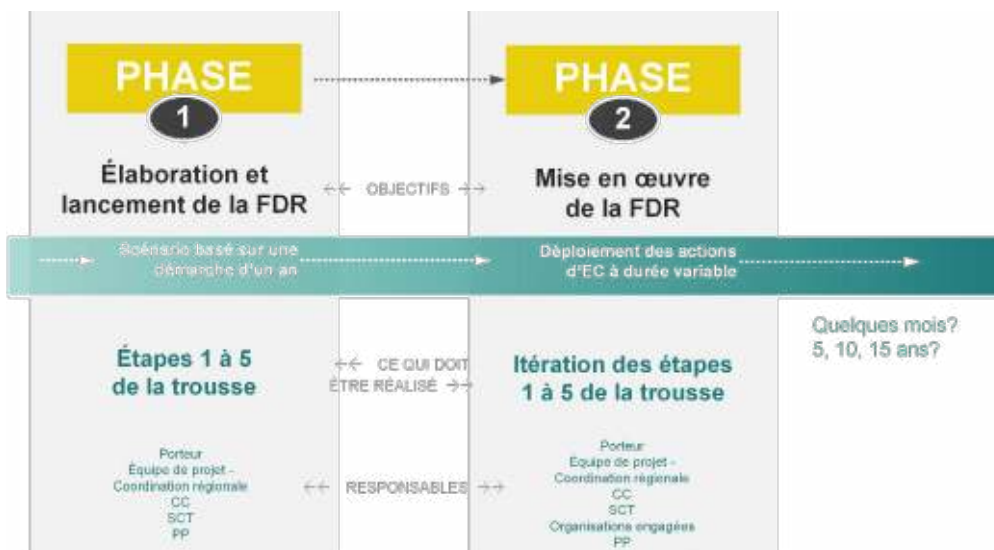 PHASE
1
Élaboration et
lancement de la FDR
OBJECTIFS
PHASE
2
Mise en œuvre
de la FDR
Scénario basé sur une
démarche d'un an
Déploiement des actions
d'EC à durée variable
Quelques mois?
5, 10, 15 ans?
Étapes 1 à 5
de la trousse
CE QUI DOIT
ÊTRE RÉALISÉ
Itération des étapes
1 à 5 de la trousse
Porteur
Équipe de projet -
Coordination régionale
CC
SCT
PP
RESPONSABLES
Porteur
Équipe de projet -
Coordination régionale
CC
SCT
Organisations engagées
PP